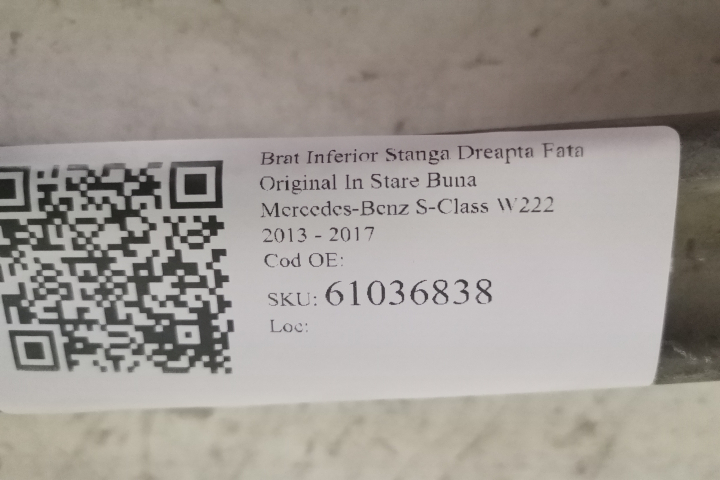 Brat Inferior Stanga Dreapta Fata
Original In Stare Buna
Mercedes-Benz S-Class W222
2013 - 2017
Cod OE:
SKU: 61036838
Loc: